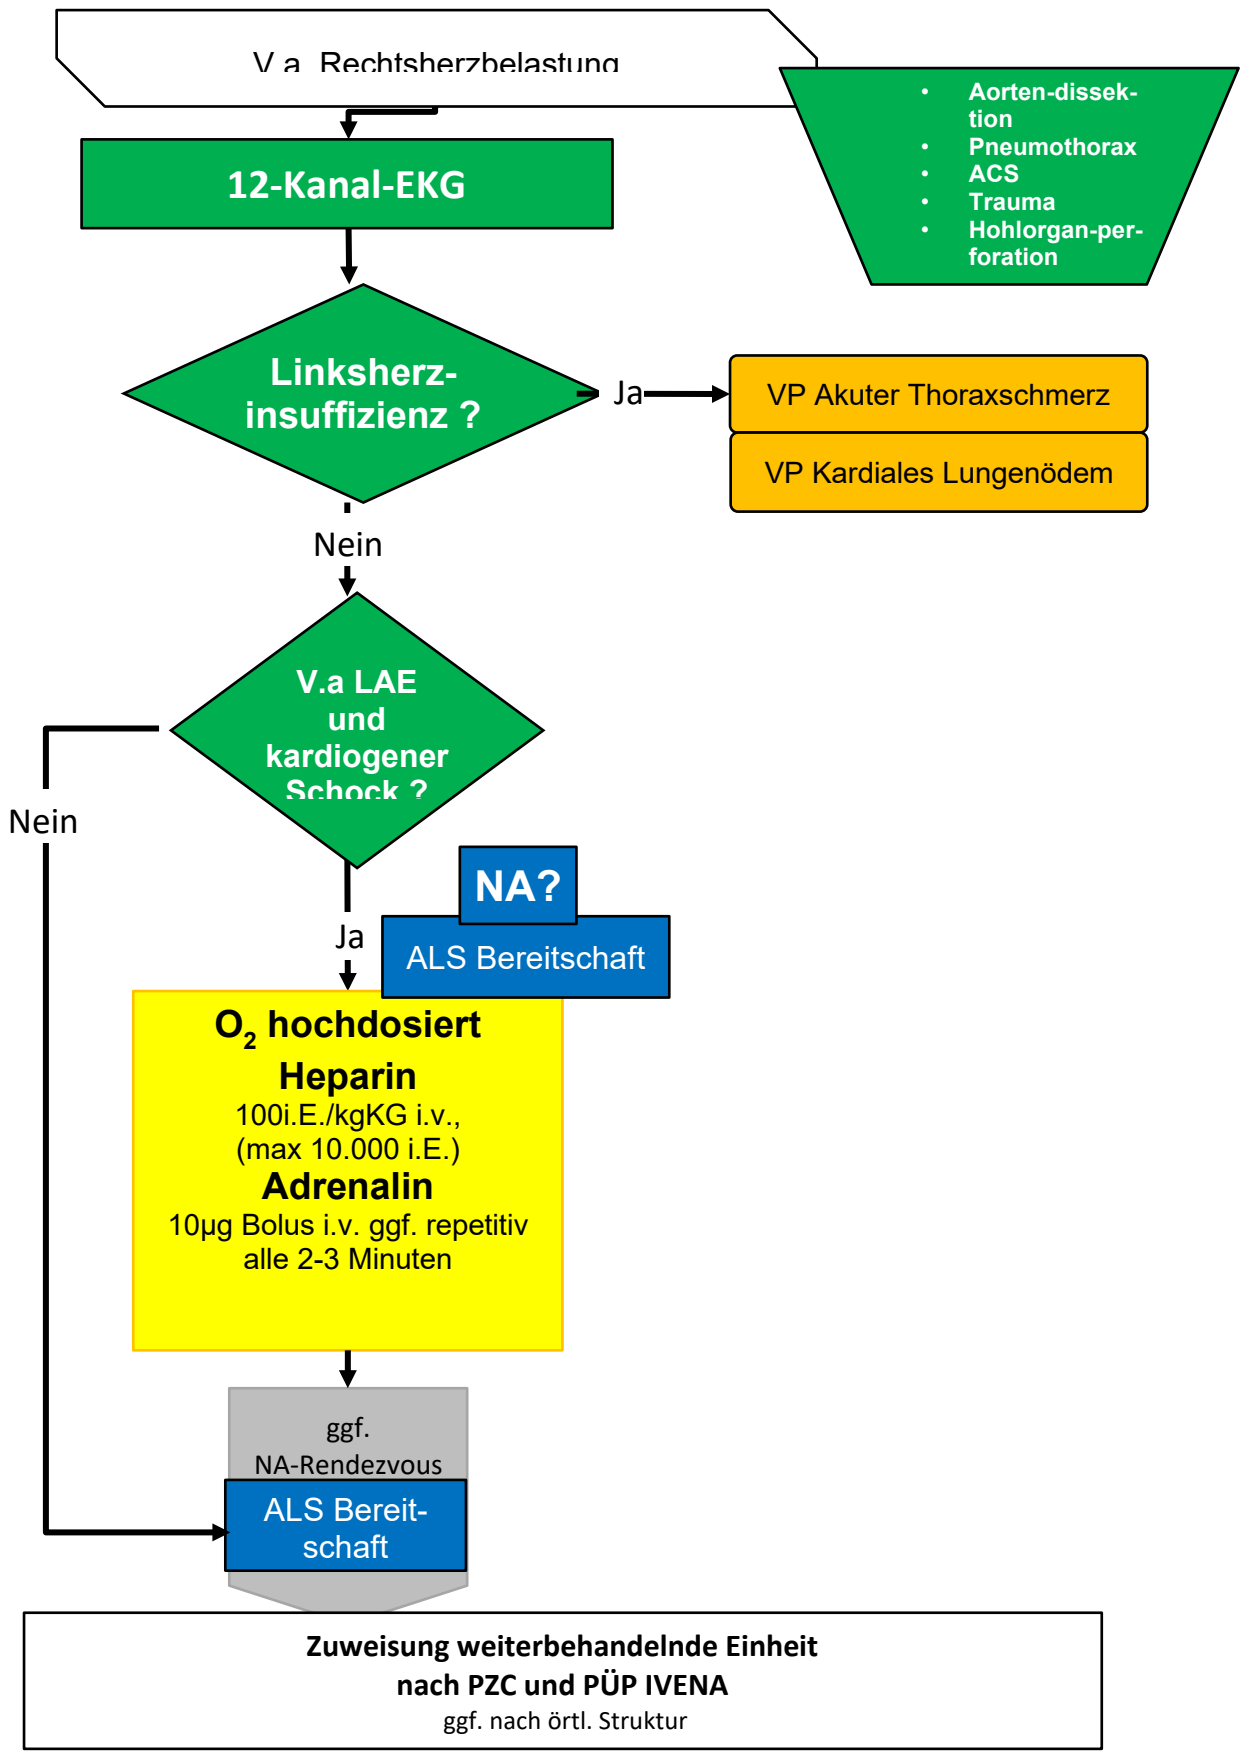 V.a. Rechtsherzbelastung
• Aorten-dissek-
tion
• Pneumothorax
• ACS
• Trauma
• Hohlorgan-per-
foration
12-Kanal-EKG
Linksherz-
insuffizienz ?
Ja
VP Akuter Thoraxschmerz
VP Kardiales Lungenödem
Nein
V.a LAE
und
kardiogener
Schock ?
Nein
NA?
Ja
ALS Bereitschaft
O₂ hochdosiert
Heparin
100i.E./kgKG i.v.,
(max 10.000 i.E.)
Adrenalin
10µg Bolus i.v. ggf. repetitiv
alle 2-3 Minuten
ggf.
NA-Rendezvous
ALS Bereit-
schaft
Zuweisung weiterbehandelnde Einheit
nach PZC und PÜP IVENA
ggf. nach örtl. Struktur